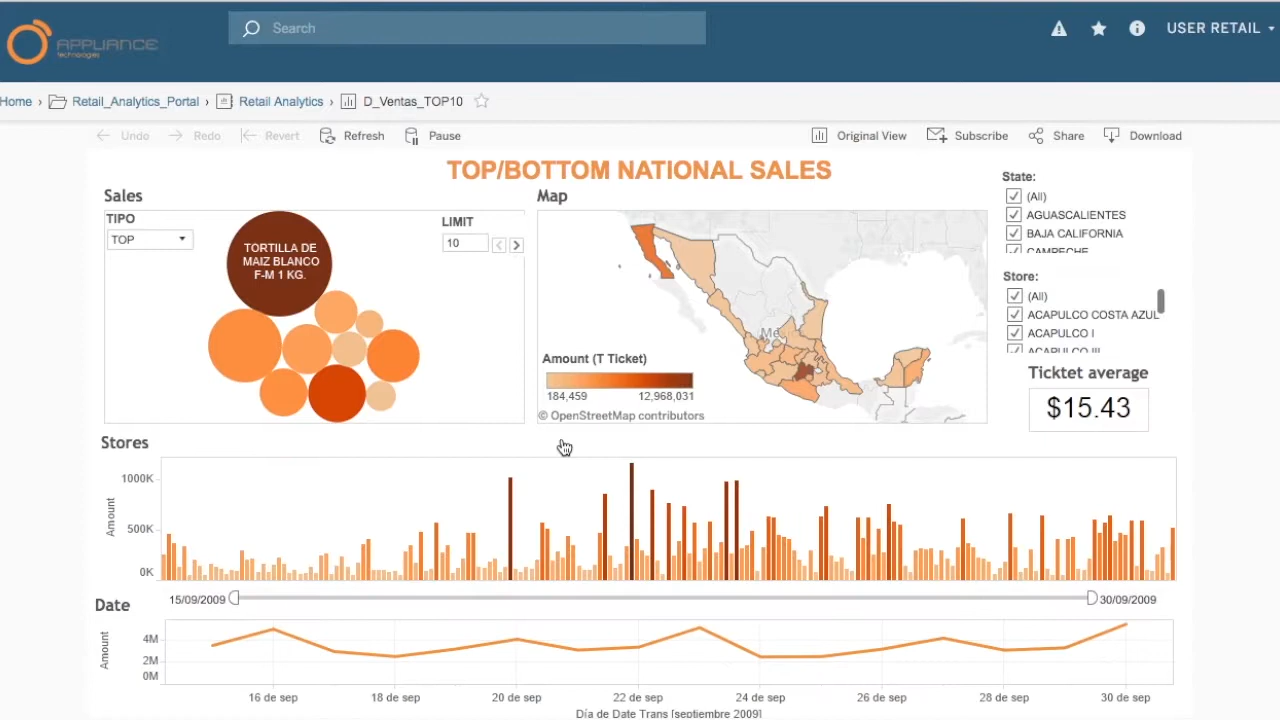 APPLIANCE
technologies
Search
USER RETAIL
Home › Retail_Analytics_Portal › Retail Analytics › D_Ventas_TOP10
Undo Redo Revert Refresh Pause Original View Subscribe Share Download
TOP/BOTTOM NATIONAL SALES
Sales
TIPO
TOP
LIMIT
10
TORTILLA DE
MAIZ BLANCO
F-M 1 KG.
Map
Mé
Amount (T Ticket)
184,459 12,968,031
© OpenStreetMap contributors
State:
(All)
AGUASCALIENTES
BAJA CALIFORNIA
CAMPECHE
Store:
(All)
ACAPULCO COSTA AZUL
ACAPULCO I
ACAPULCO III
Ticktet average
$15.43
Stores
Amount
1000K
500K
0K
15/09/2009 30/09/2009
Date
Amount
4M
2M
0M
16 de sep 18 de sep 20 de sep 22 de sep 24 de sep 26 de sep 28 de sep 30 de sep
Día de Date Trans [septiembre 2009]